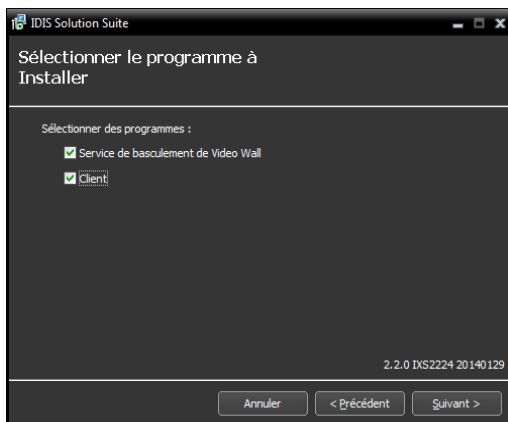 IDIS Solution Suite
Sélectionner le programme à
Installer
Sélectionner des programmes :
Service de basculement de Video Wall
Client
2.2.0 IXS2224 20140129
Annuler
< Précédent
Suivant >